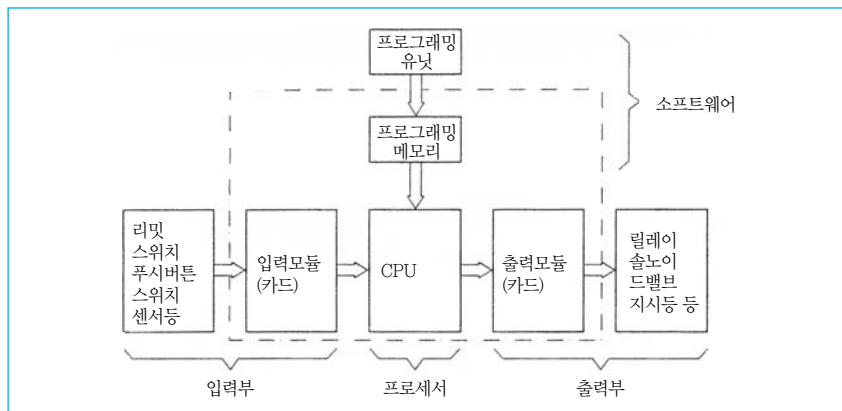 프로그래밍
유닛
소프트웨어
프로그래밍
메모리
리밋
스위치
푸시버튼
스위치
센서등
입력모듈
(카드)
CPU
출력모듈
(카드)
릴레이
솔노이
드밸브
지시등 등
입력부
프로세서
출력부